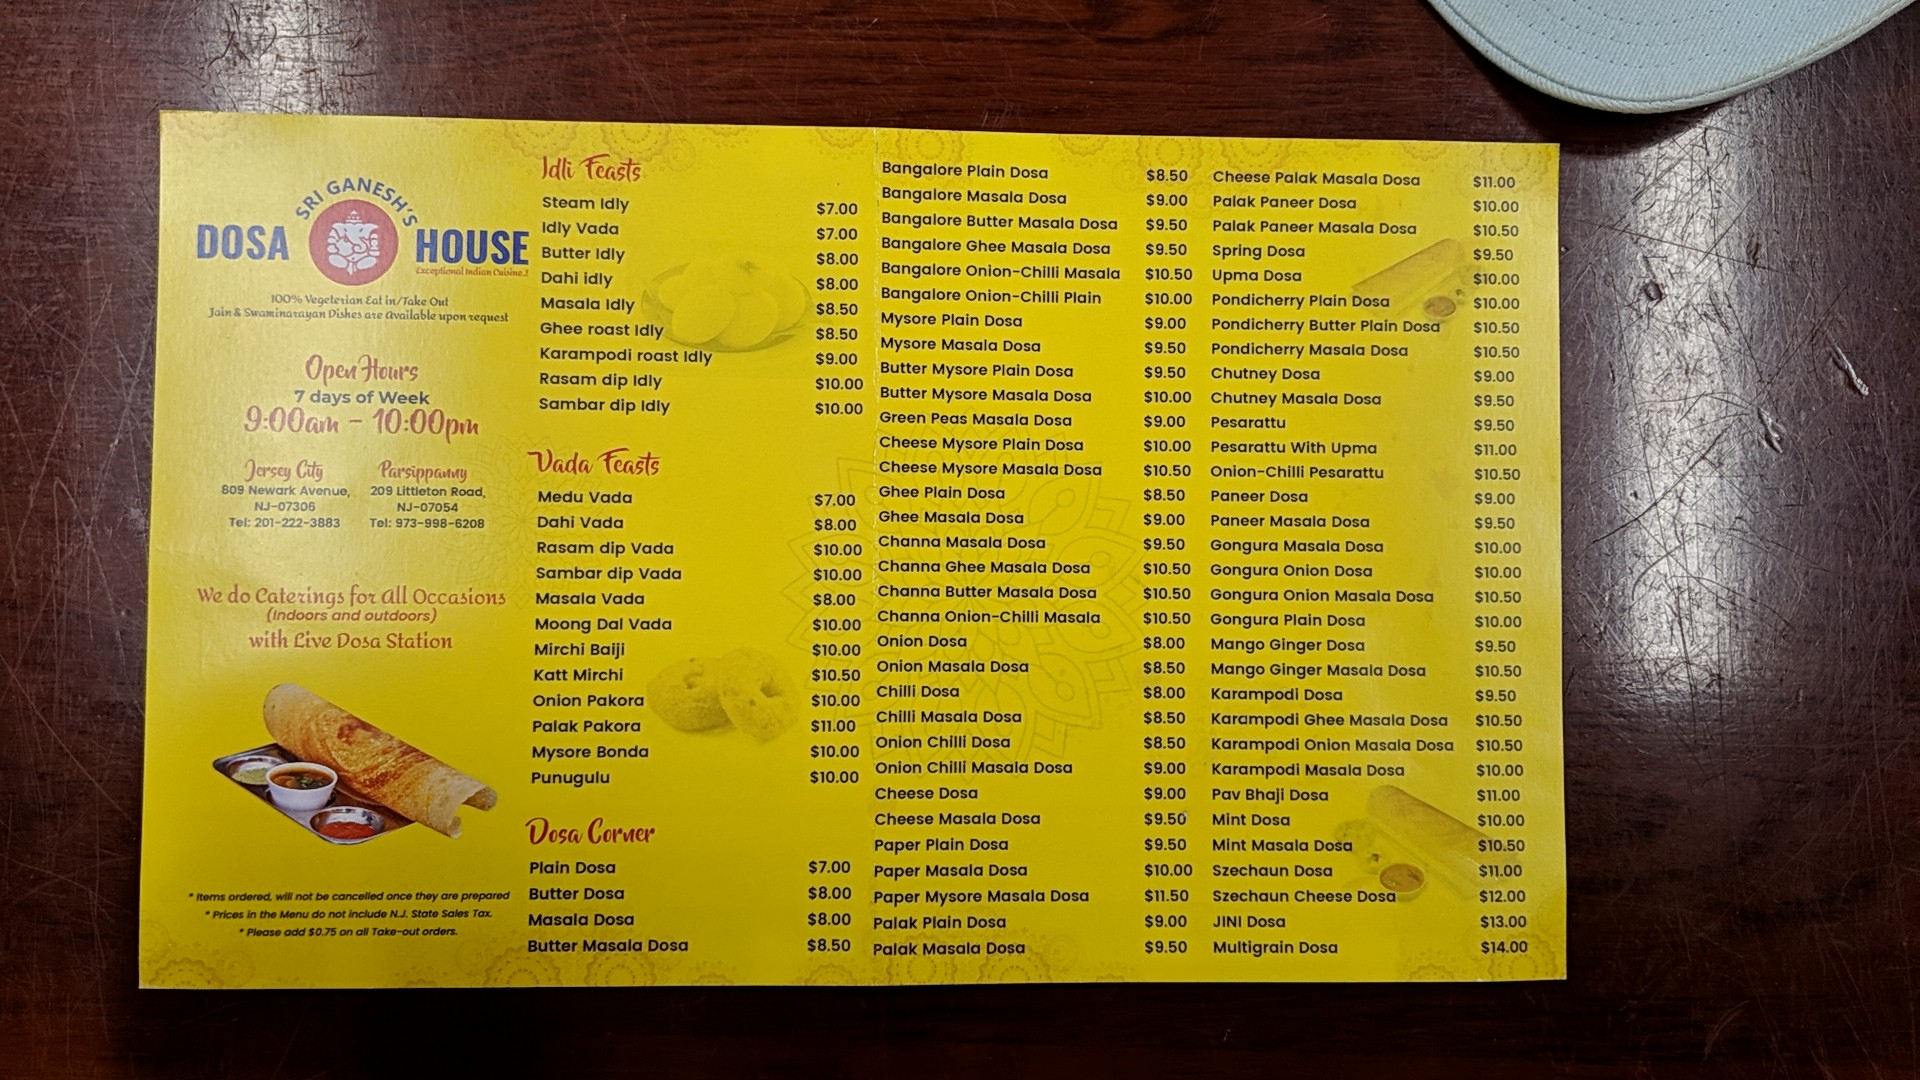 SRI GANESH'S
DOSA HOUSE
Exceptional Indian Cuisine..!
100% Vegeterian Eat in/Take Out
Jain & Swaminarayan Dishes are Available upon request
Open Hours
7 days of Week
9:00am - 10:00pm
Jersey City
809 Newark Avenue,
NJ-07306
Tel: 201-222-3883
Parsippanny
209 Littleton Road,
NJ-07054
Tel: 973-998-6208
We do Caterings for All Occasions
(Indoors and outdoors)
with Live Dosa Station
* Items ordered, will not be cancelled once they are prepared
* Prices in the Menu do not include N.J. State Sales Tax.
* Please add $0.75 on all Take-out orders.
Idli Feasts
Steam Idly $7.00
Idly Vada $7.00
Butter Idly $8.00
Dahi idly $8.00
Masala Idly $8.50
Ghee roast Idly $8.50
Karampodi roast Idly $9.00
Rasam dip Idly $10.00
Sambar dip Idly $10.00
Vada Feasts
Medu Vada $7.00
Dahi Vada $8.00
Rasam dip Vada $10.00
Sambar dip Vada $10.00
Masala Vada $8.00
Moong Dal Vada $10.00
Mirchi Baiji $10.00
Katt Mirchi $10.50
Onion Pakora $10.00
Palak Pakora $11.00
Mysore Bonda $10.00
Punugulu $10.00
Dosa Corner
Plain Dosa $7.00
Butter Dosa $8.00
Masala Dosa $8.00
Butter Masala Dosa $8.50
Bangalore Plain Dosa $8.50
Bangalore Masala Dosa $9.00
Bangalore Butter Masala Dosa $9.50
Bangalore Ghee Masala Dosa $9.50
Bangalore Onion-Chilli Masala $10.50
Bangalore Onion-Chilli Plain $10.00
Mysore Plain Dosa $9.00
Mysore Masala Dosa $9.50
Butter Mysore Plain Dosa $9.50
Butter Mysore Masala Dosa $10.00
Green Peas Masala Dosa $9.00
Cheese Mysore Plain Dosa $10.00
Cheese Mysore Masala Dosa $10.50
Ghee Plain Dosa $8.50
Ghee Masala Dosa $9.00
Channa Masala Dosa $9.50
Channa Ghee Masala Dosa $10.50
Channa Butter Masala Dosa $10.50
Channa Onion-Chilli Masala $10.50
Onion Dosa $8.00
Onion Masala Dosa $8.50
Chilli Dosa $8.00
Chilli Masala Dosa $8.50
Onion Chilli Dosa $8.50
Onion Chilli Masala Dosa $9.00
Cheese Dosa $9.00
Cheese Masala Dosa $9.50
Paper Plain Dosa $9.50
Paper Masala Dosa $10.00
Paper Mysore Masala Dosa $11.50
Palak Plain Dosa $9.00
Palak Masala Dosa $9.50
Cheese Palak Masala Dosa $11.00
Palak Paneer Dosa $10.00
Palak Paneer Masala Dosa $10.50
Spring Dosa $9.50
Upma Dosa $10.00
Pondicherry Plain Dosa $10.00
Pondicherry Butter Plain Dosa $10.50
Pondicherry Masala Dosa $10.50
Chutney Dosa $9.00
Chutney Masala Dosa $9.50
Pesarattu $9.50
Pesarattu With Upma $11.00
Onion-Chilli Pesarattu $10.50
Paneer Dosa $9.00
Paneer Masala Dosa $9.50
Gongura Masala Dosa $10.00
Gongura Onion Dosa $10.00
Gongura Onion Masala Dosa $10.50
Gongura Plain Dosa $10.00
Mango Ginger Dosa $9.50
Mango Ginger Masala Dosa $10.50
Karampodi Dosa $9.50
Karampodi Ghee Masala Dosa $10.50
Karampodi Onion Masala Dosa $10.50
Karampodi Masala Dosa $10.00
Pav Bhaji Dosa $11.00
Mint Dosa $10.00
Mint Masala Dosa $10.50
Szechaun Dosa $11.00
Szechaun Cheese Dosa $12.00
JINI Dosa $13.00
Multigrain Dosa $14.00